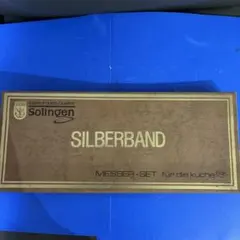 Solingen
SILBERBAND
MESSER-SET für die küche